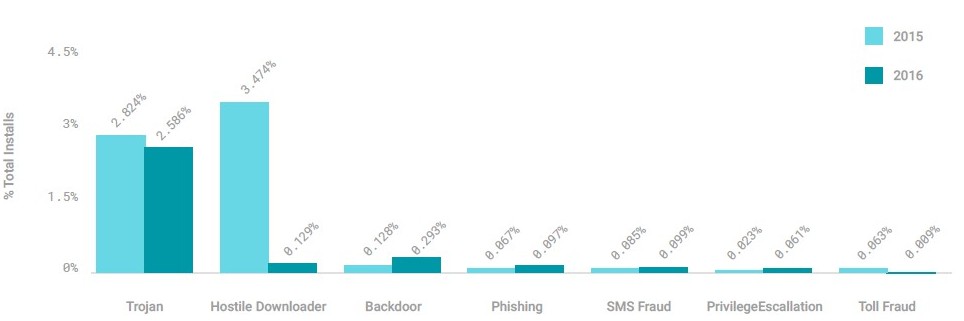 2015
2016
% Total Installs
4.5%
3%
1.5%
0%
2.824%
2.586%
3.474%
0.129%
0.128%
0.293%
0.067%
0.097%
0.085%
0.099%
0.023%
0.061%
0.063%
0.009%
Trojan
Hostile Downloader
Backdoor
Phishing
SMS Fraud
PrivilegeEscallation
Toll Fraud